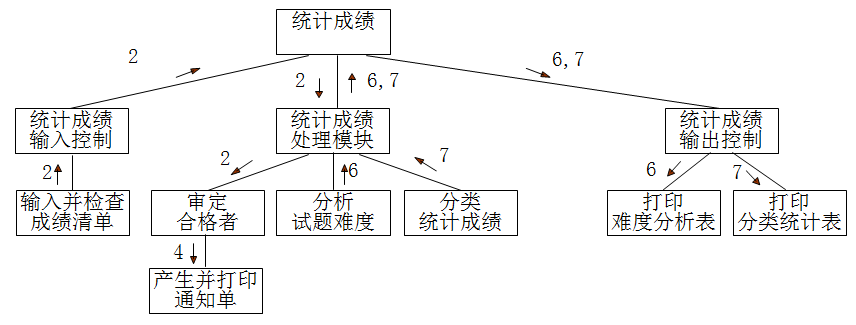 统计成绩
2
6,7
2
6,7
统计成绩
输入控制
统计成绩
处理模块
统计成绩
输出控制
2
2
6
7
6
7
输入并检查
成绩清单
审定
合格者
分析
试题难度
分类
统计成绩
打印
难度分析表
打印
分类统计表
4
产生并打印
通知单